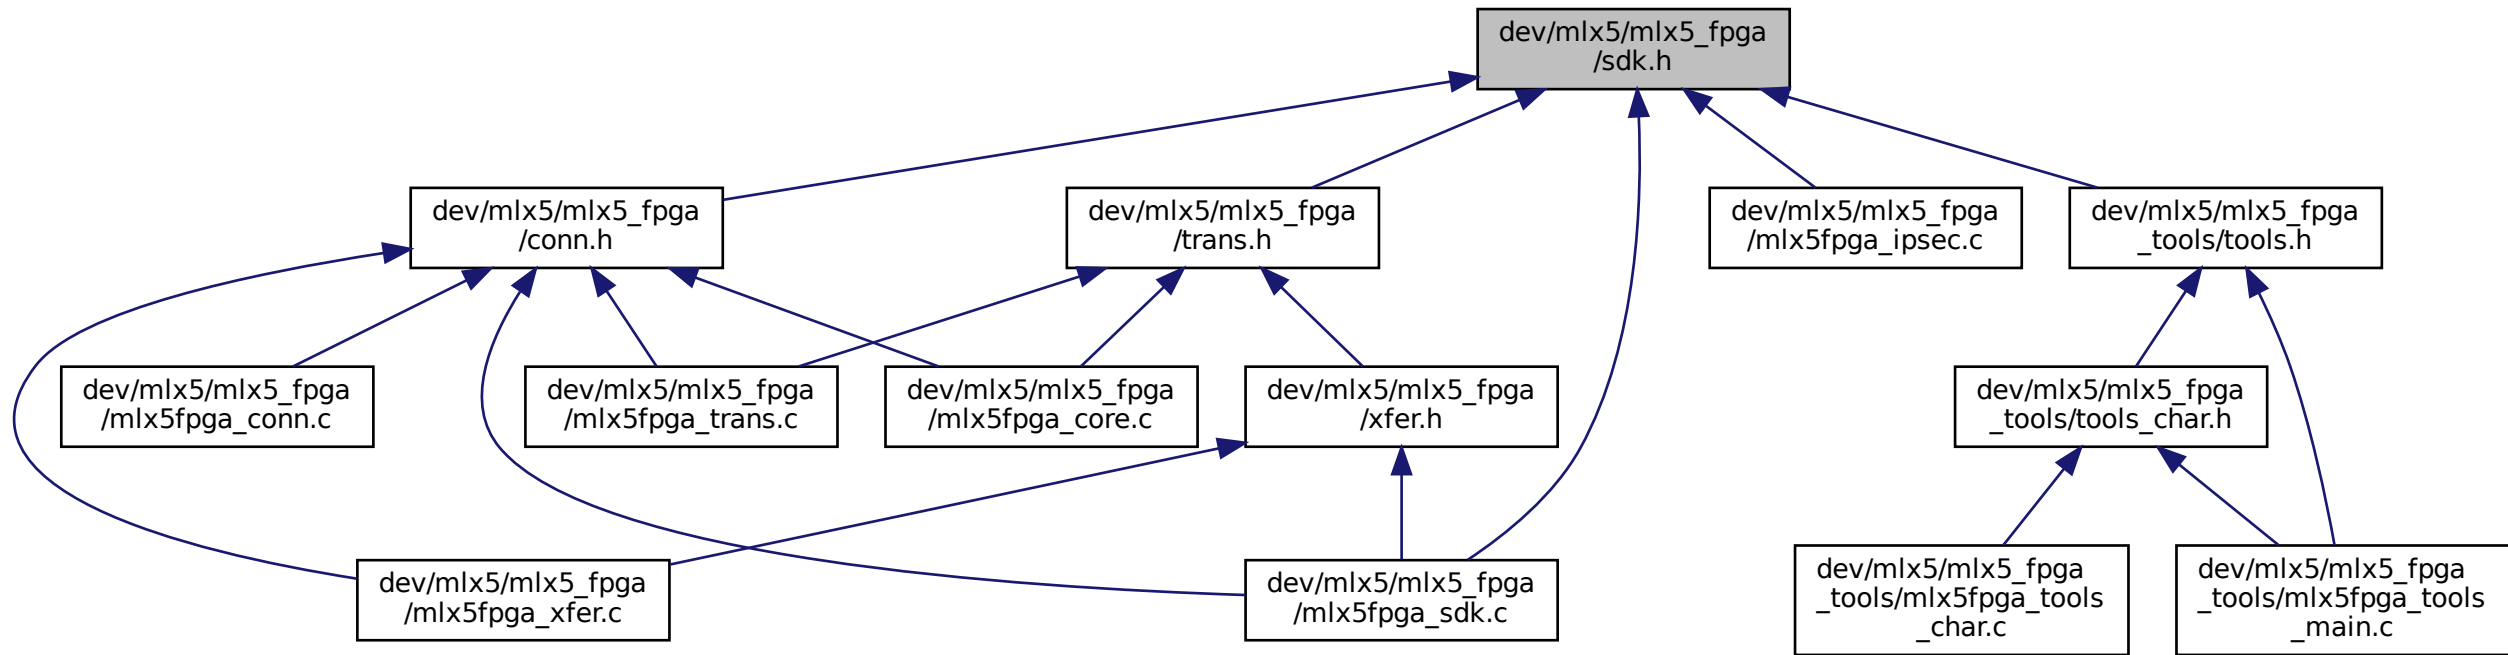 dev/mlx5/mlx5_fpga
/sdk.h
dev/mlx5/mlx5_fpga
/conn.h
dev/mlx5/mlx5_fpga
/trans.h
dev/mlx5/mlx5_fpga
/mlx5fpga_ipsec.c
dev/mlx5/mlx5_fpga
_tools/tools.h
dev/mlx5/mlx5_fpga
/mlx5fpga_conn.c
dev/mlx5/mlx5_fpga
/mlx5fpga_trans.c
dev/mlx5/mlx5_fpga
/mlx5fpga_core.c
dev/mlx5/mlx5_fpga
/xfer.h
dev/mlx5/mlx5_fpga
_tools/tools_char.h
dev/mlx5/mlx5_fpga
/mlx5fpga_xfer.c
dev/mlx5/mlx5_fpga
/mlx5fpga_sdk.c
dev/mlx5/mlx5_fpga
_tools/mlx5fpga_tools
_char.c
dev/mlx5/mlx5_fpga
_tools/mlx5fpga_tools
_main.c